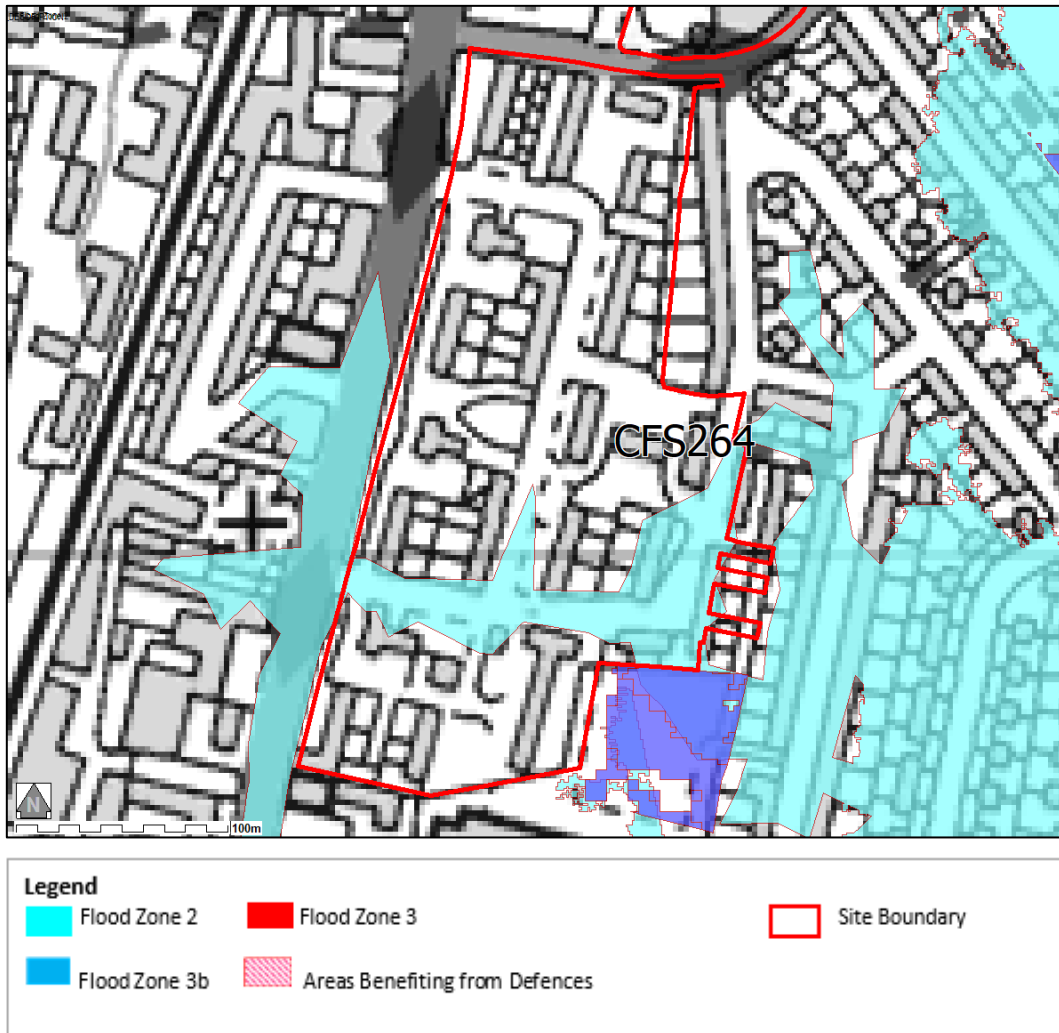 CFS264
N
100m
Legend
Flood Zone 2
Flood Zone 3
Site Boundary
Flood Zone 3b
Areas Benefiting from Defences